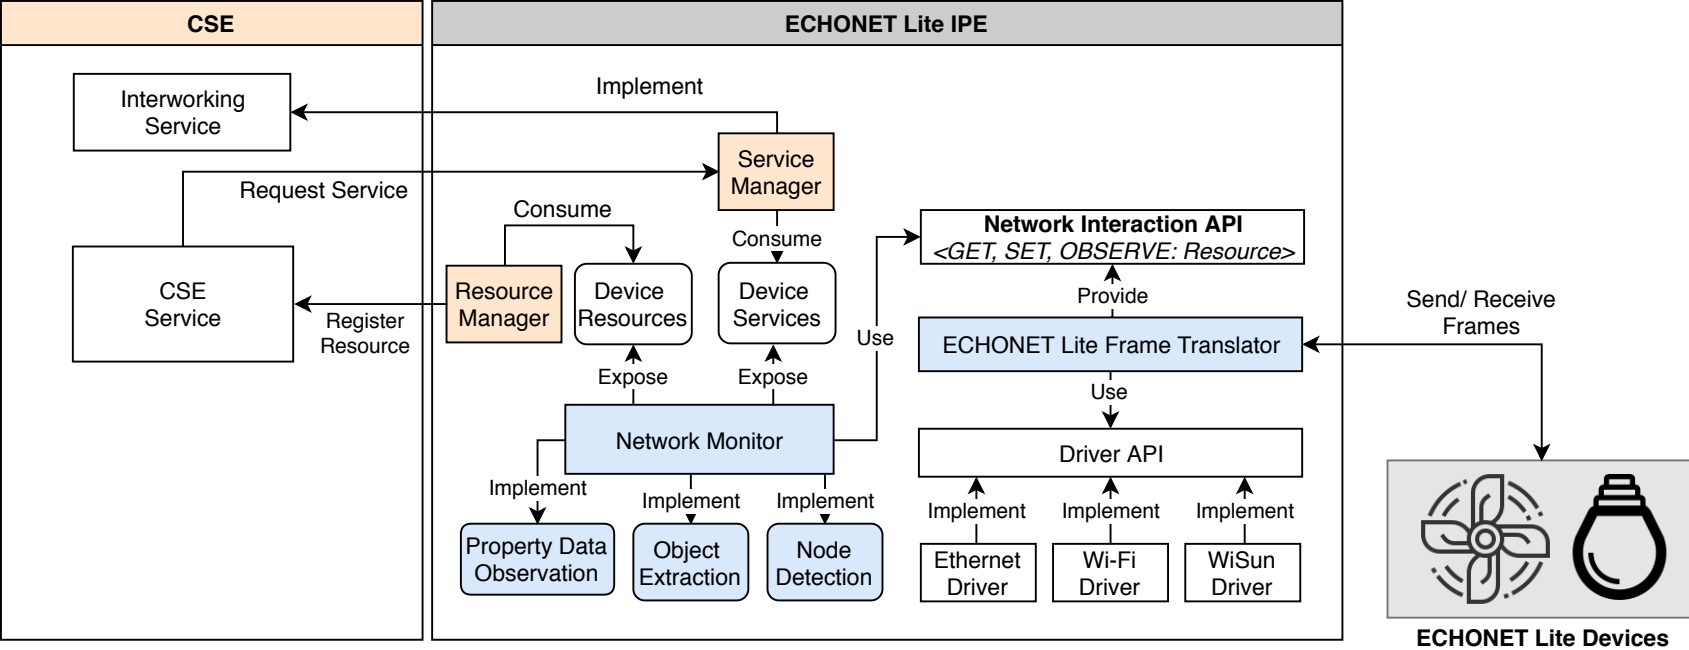 CSE
ECHONET Lite IPE
Interworking
Service
Implement
Service
Manager
Request Service
Consume
Consume
Network Interaction API
<GET, SET, OBSERVE: Resource>
CSE
Service
Resource
Manager
Device
Resources
Device
Services
Provide
Register
Resource
Use
ECHONET Lite Frame Translator
Send/ Receive
Frames
Expose
Expose
Use
Network Monitor
Driver API
Implement
Implement
Implement
Implement
Implement
Implement
Property Data
Observation
Object
Extraction
Node
Detection
Ethernet
Driver
Wi-Fi
Driver
WiSun
Driver
ECHONET Lite Devices